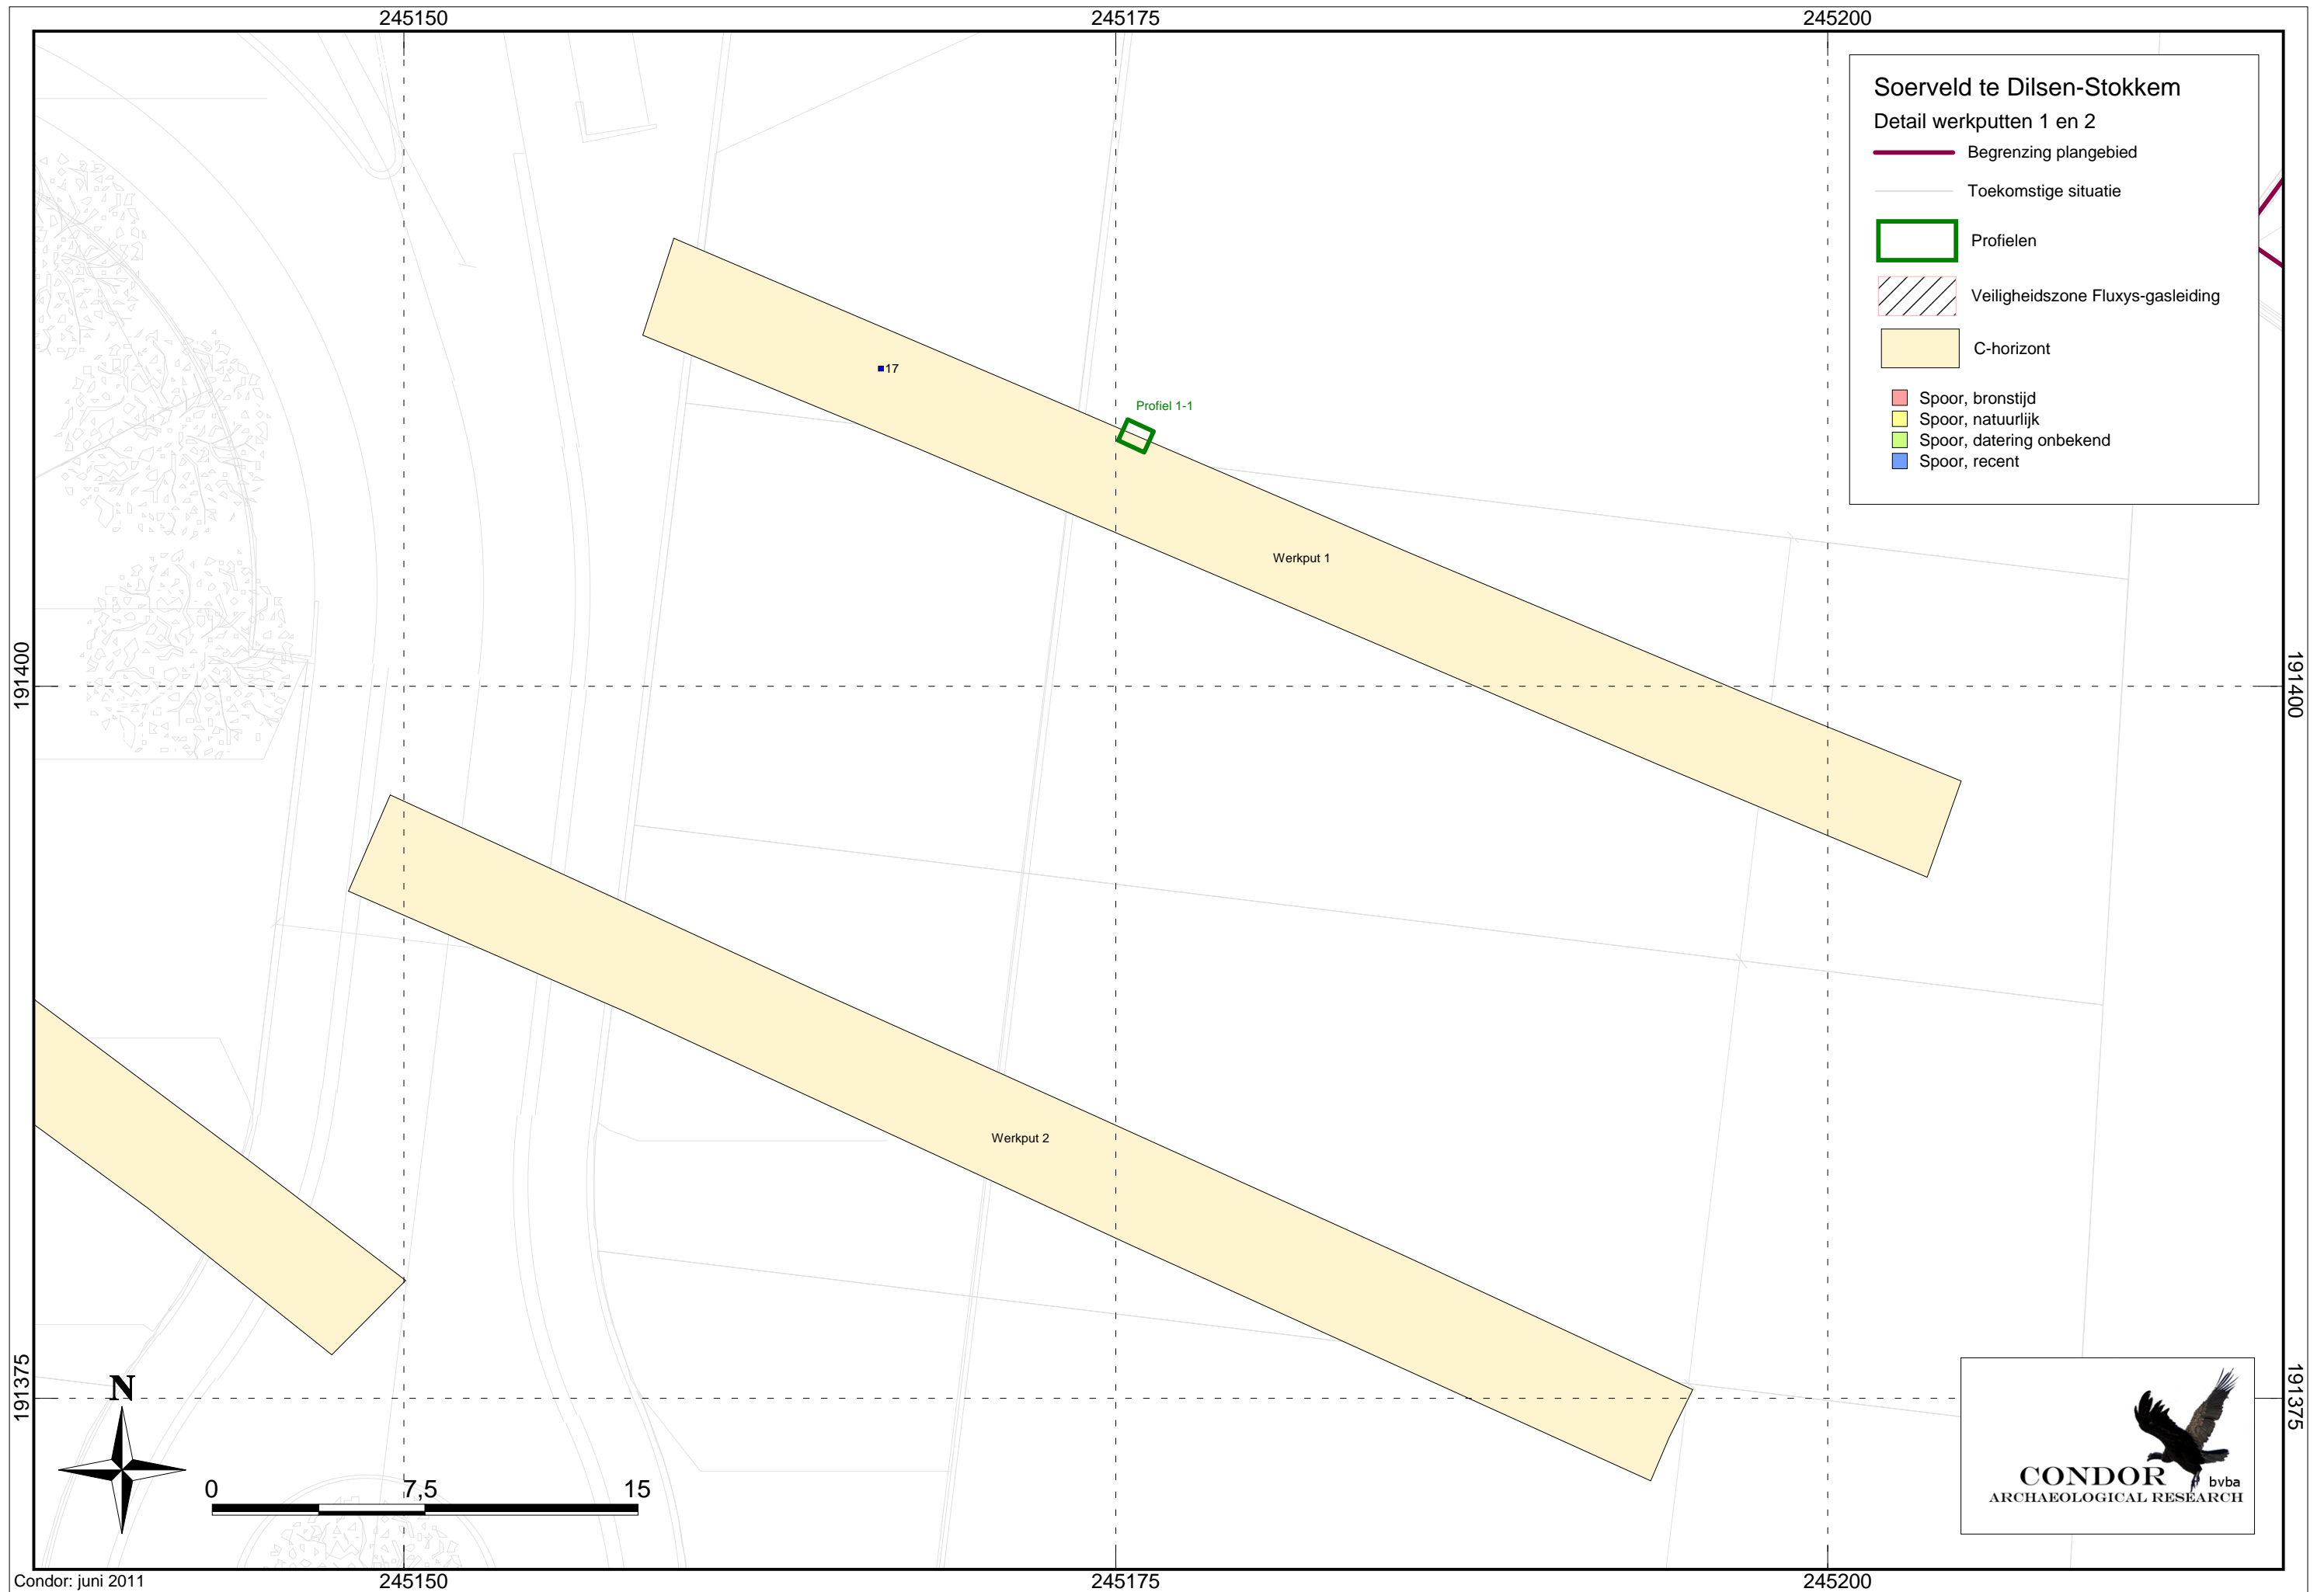 245150
245175
245200
Soerveld te Dilsen-Stokkem
Detail werkputten 1 en 2
Begrenzing plangebied
Toekomstige situatie
Profielen
Veiligheidszone Fluxys-gasleiding
C-horizont
Spoor, bronstijd
Spoor, natuurlijk
Spoor, datering onbekend
Spoor, recent
17
Profiel 1-1
Werkput 1
191400
191400
Werkput 2
191375
191375
N
0 7,5 15
CONDOR bvba
ARCHAEOLOGICAL RESEARCH
Condor: juni 2011
245150
245175
245200